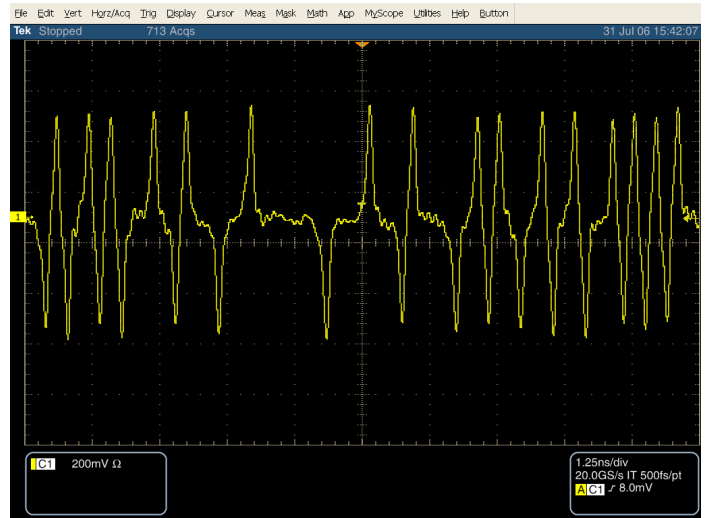 File Edit Vert Horz/Acq Trig Display Cursor Meas Mask Math App MyScope Utilities Help Button
Tek Stopped 713 Acqs 31 Jul 06 15:42:07
1
C1 200mV Ω
1.25ns/div
20.0GS/s IT 500fs/pt
A C1 ∫ 8.0mV